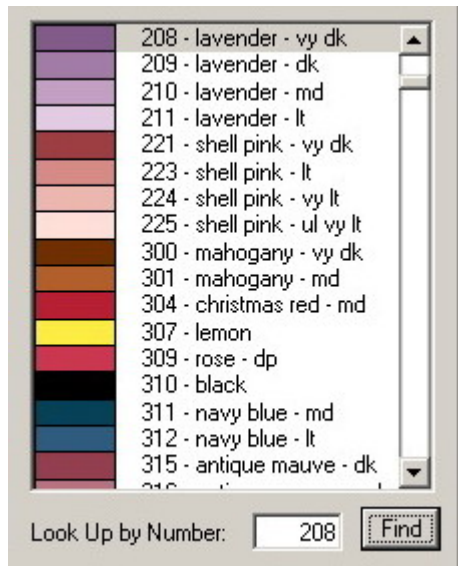 208 - lavender - vy dk
209 - lavender - dk
210 - lavender - md
211 - lavender - lt
221 - shell pink - vy dk
223 - shell pink - lt
224 - shell pink - vy lt
225 - shell pink - ul vy lt
300 - mahogany - vy dk
301 - mahogany - md
304 - christmas red - md
307 - lemon
309 - rose - dp
310 - black
311 - navy blue - md
312 - navy blue - lt
315 - antique mauve - dk
Look Up by Number: 208 Find